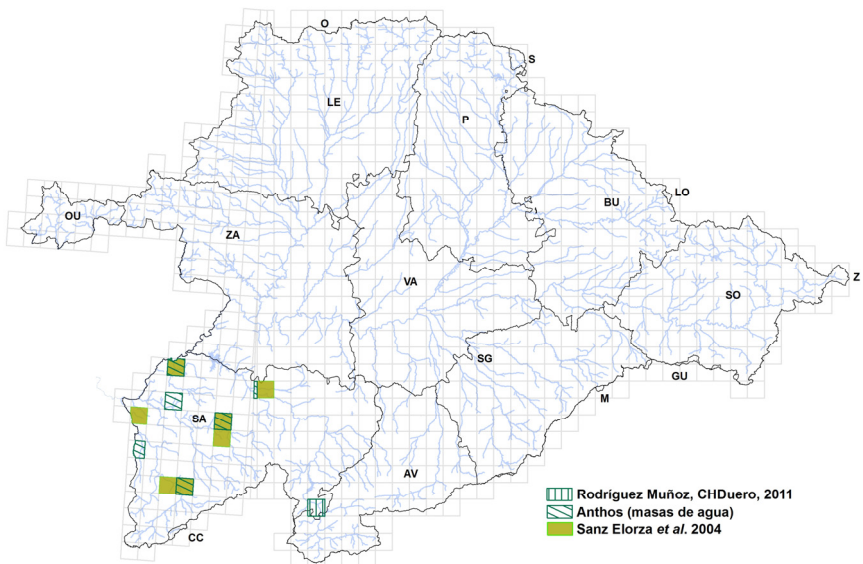 O
S
LE
P
LO
BU
OU
ZA
VA
Z
SO
SG
GU
M
SA
AV
CC
Rodríguez Muñoz, CHDuero, 2011
Anthos (masas de agua)
Sanz Elorza et al. 2004